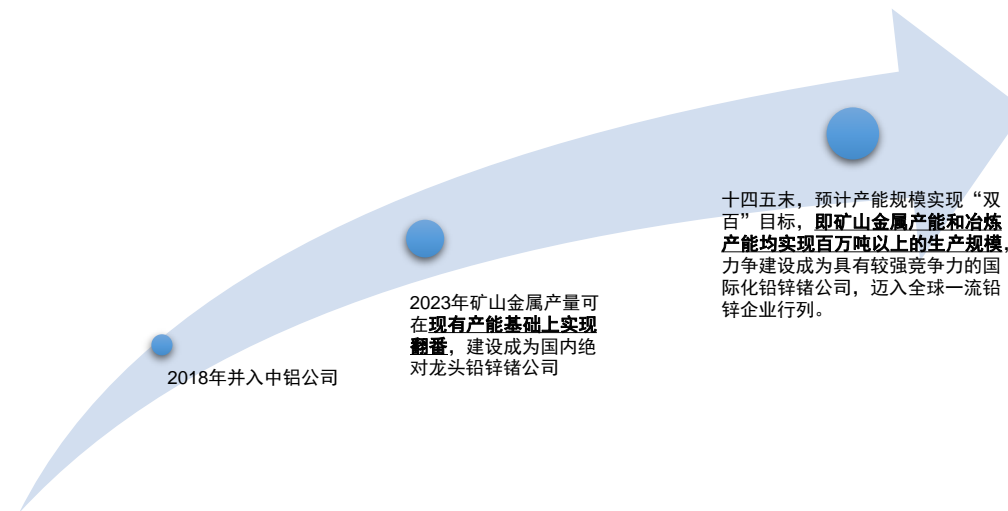 2018年并入中铝公司
2023年矿山金属产量可
在现有产能基础上实现
翻番，建设成为国内绝
对龙头铅锌锗公司
十四五末，预计产能规模实现“双
百”目标，即矿山金属产能和冶炼
产能均实现百万吨以上的生产规模，
力争建设成为具有较强竞争力的国
际化铅锌锗公司，迈入全球一流铅
锌企业行列。